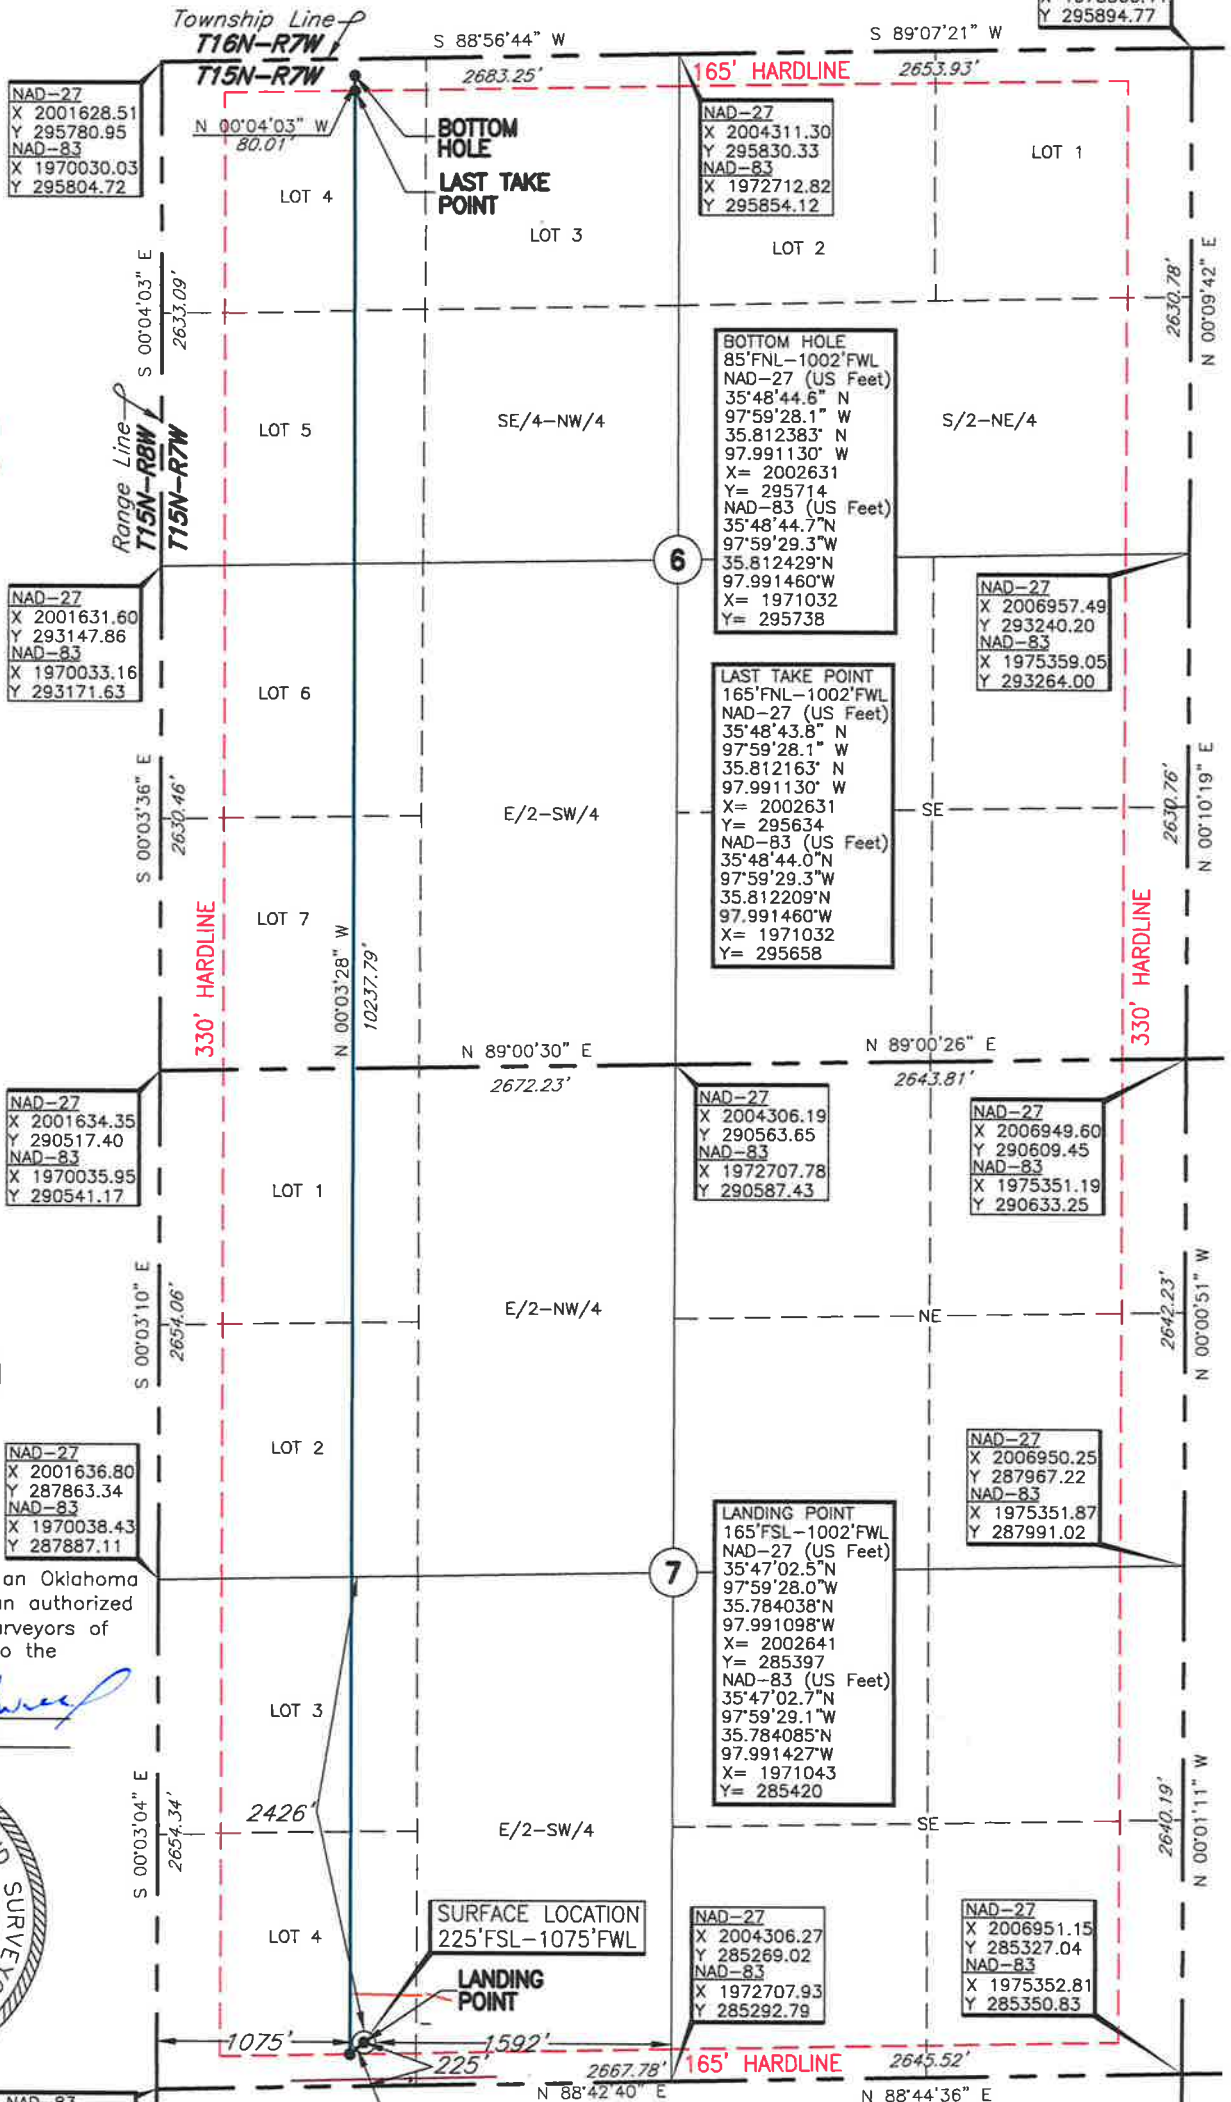 Township Line
T16N-R7W
T15N-R7W
S 88°56'44" W
2683.25'
S 89°07'21" W
2653.93'
Y 295894.77
165' HARDLINE
NAD-27
X 2001628.51
Y 295780.95
NAD-83
X 1970030.03
Y 295804.72
N 00°04'03" W
80.01'
BOTTOM
HOLE
LAST TAKE
POINT
NAD-27
X 2004311.30
Y 295830.33
NAD-83
X 1972712.82
Y 295854.12
LOT 1
LOT 4
LOT 3
LOT 2
S 00°04'03" E
2633.09'
2630.78'
N 00°09'42" E
Range Line
T15N-R8W
T15N-R7W
LOT 5
SE/4-NW/4
S/2-NE/4
BOTTOM HOLE
85'FNL-1002'FWL
NAD-27 (US Feet)
35°48'44.6" N
97°59'28.1" W
35.812383° N
97.991130° W
X= 2002631
Y= 295714
NAD-83 (US Feet)
35°48'44.7"N
97°59'29.3"W
35.812429°N
97.991460°W
X= 1971032
Y= 295738
6
NAD-27
X 2001631.60
Y 293147.86
NAD-83
X 1970033.16
Y 293171.63
NAD-27
X 2006957.49
Y 293240.20
NAD-83
X 1975359.05
Y 293264.00
LOT 6
LAST TAKE POINT
165'FNL-1002'FWL
NAD-27 (US Feet)
35°48'43.8" N
97°59'28.1" W
35.812163° N
97.991130° W
X= 2002631
Y= 295634
NAD-83 (US Feet)
35°48'44.0"N
97°59'29.3"W
35.812209°N
97.991460°W
X= 1971032
Y= 295658
S 00°03'36" E
2630.46'
E/2-SW/4
SE
2630.76'
N 00°10'19" E
LOT 7
330' HARDLINE
N 00°03'28" W
10237.79'
330' HARDLINE
N 89°00'30" E
2672.23'
N 89°00'26" E
2643.81'
NAD-27
X 2001634.35
Y 290517.40
NAD-83
X 1970035.95
Y 290541.17
NAD-27
X 2004306.19
Y 290563.65
NAD-83
X 1972707.78
Y 290587.43
NAD-27
X 2006949.60
Y 290609.45
NAD-83
X 1975351.19
Y 290633.25
LOT 1
S 00°03'10" E
2654.06'
E/2-NW/4
NE
2642.23'
N 00°00'51" W
LOT 2
NAD-27
X 2001636.80
Y 287863.34
NAD-83
X 1970038.43
Y 287887.11
NAD-27
X 2006950.25
Y 287967.22
NAD-83
X 1975351.87
Y 287991.02
LANDING POINT
165'FSL-1002'FWL
NAD-27 (US Feet)
35°47'02.5"N
97°59'28.0"W
35.784038°N
97.991098°W
X= 2002641
Y= 285397
NAD-83 (US Feet)
35°47'02.7"N
97°59'29.1"W
35.784085°N
97.991427°W
X= 1971043
Y= 285420
7
an Oklahoma
an authorized
urveyors of
o the
LOT 3
S 00°03'04" E
2654.34'
2426'
E/2-SW/4
SE
2640.19'
N 00°01'11" W
SURVEYO
LOT 4
SURFACE LOCATION
225'FSL-1075'FWL
LANDING
POINT
NAD-27
X 2004306.27
Y 285269.02
NAD-83
X 1972707.93
Y 285292.79
NAD-27
X 2006951.15
Y 285327.04
NAD-83
X 1975352.81
Y 285350.83
1075'
1592'
225'
165' HARDLINE
2667.78'
N 88°42'40" E
2645.52'
N 88°44'36" E
NAD-83